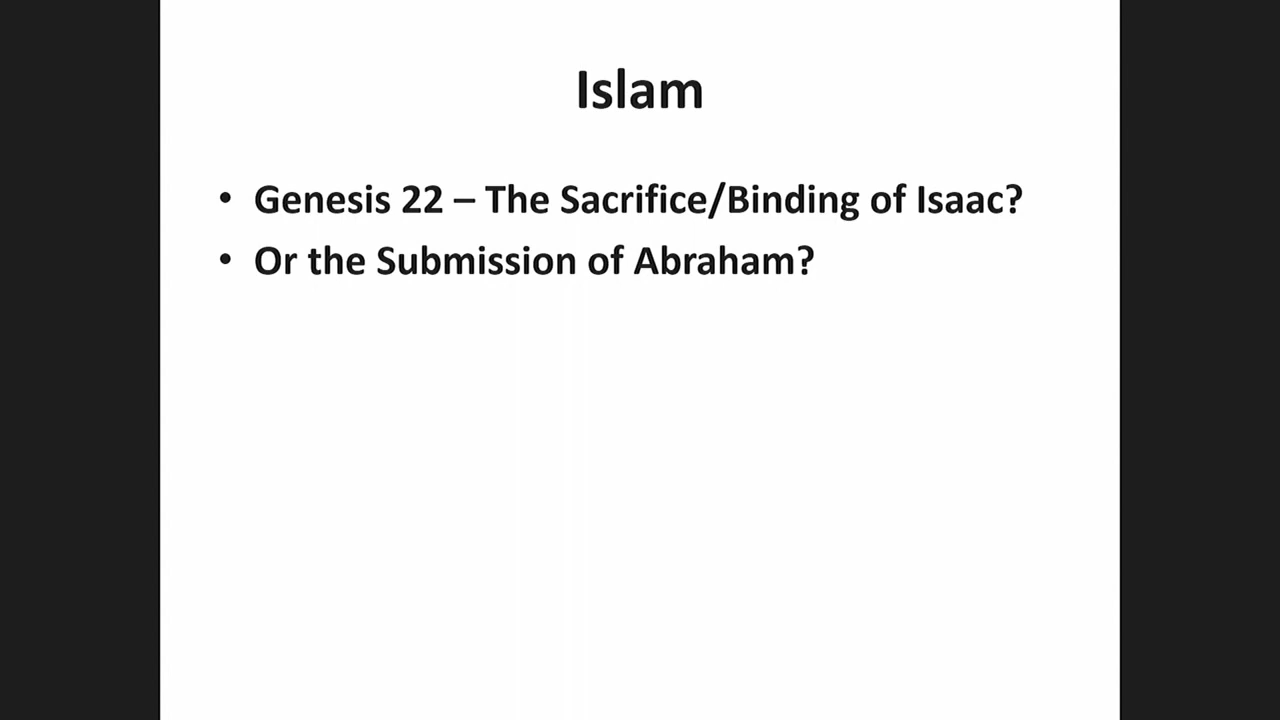 Islam
• Genesis 22 – The Sacrifice/Binding of Isaac?
• Or the Submission of Abraham?